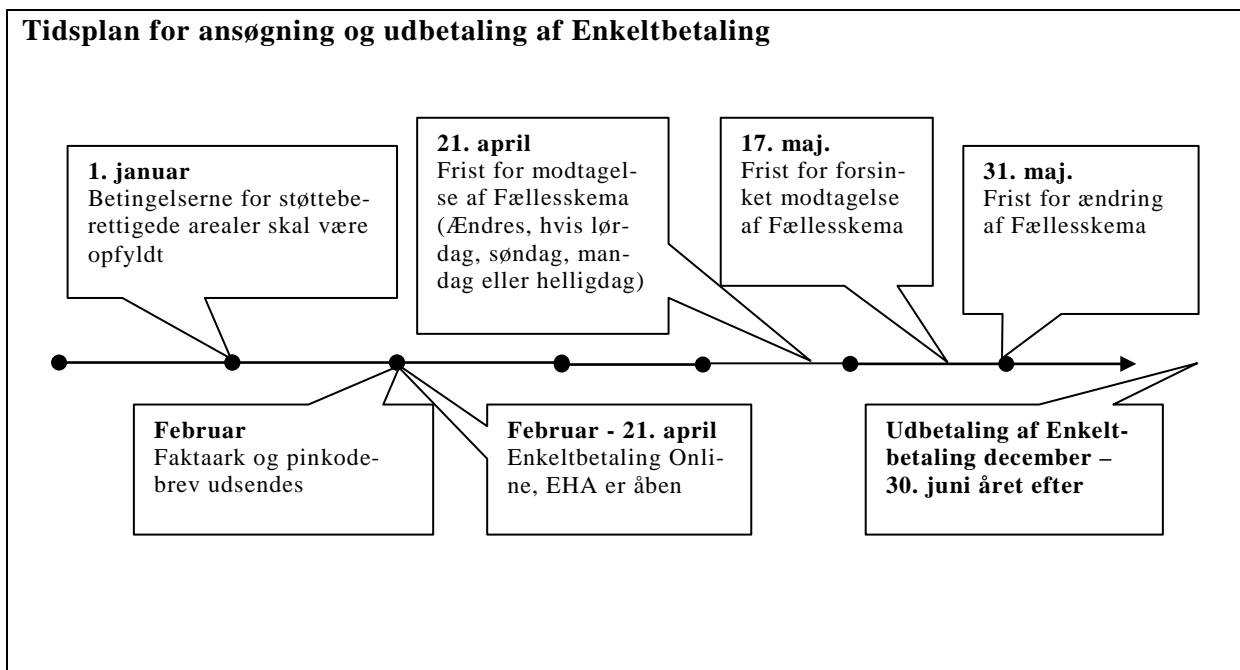 Tidsplan for ansøgning og udbetaling af Enkeltbetaling
1. januar
Betingelserne for støttebe-
rettigede arealer skal være
opfyldt
21. april
Frist for modtagel-
se af Fællesskema
(Ændres, hvis lør-
dag, søndag, man-
dag eller helligdag)
17. maj.
Frist for forsin-
ket modtagelse
af Fællesskema
31. maj.
Frist for ændring
af Fællesskema
Februar
Faktaark og pinkode-
brev udsendes
Februar - 21. april
Enkeltbetaling Onli-
ne, EHA er åben
Udbetaling af Enkelt-
betaling december –
30. juni året efter